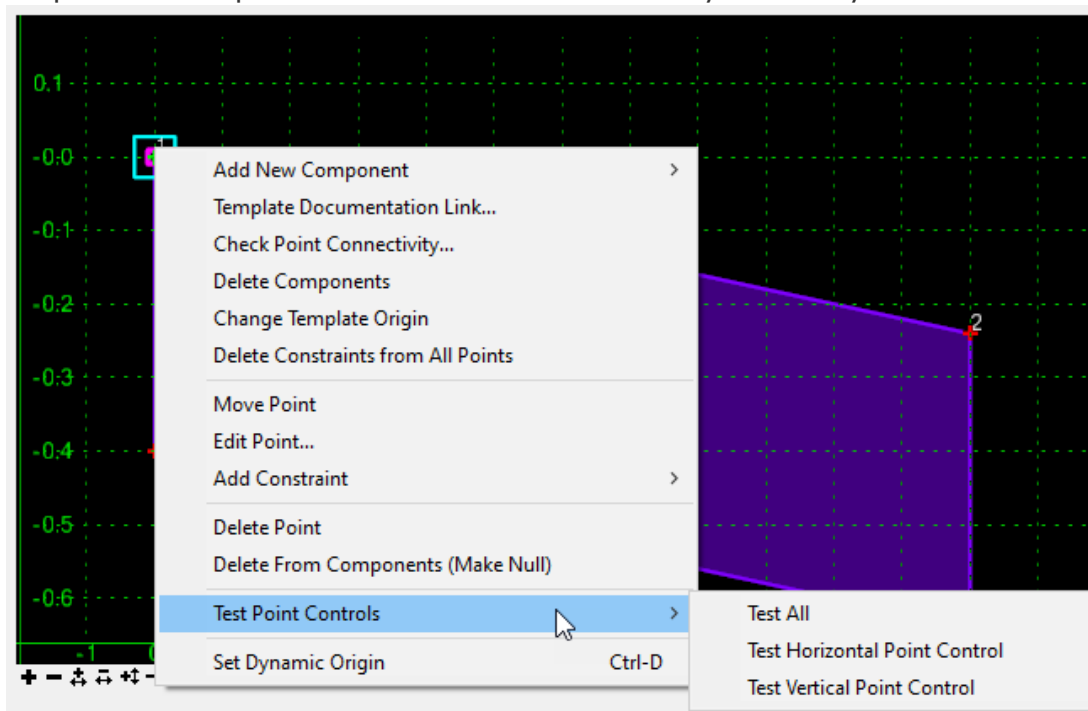 0.1
-0.0
1
Add New Component
Template Documentation Link...
-0.1
Check Point Connectivity...
Delete Components
-0.2
Change Template Origin
2
Delete Constraints from All Points
-0.3
Move Point
Edit Point...
-0.4
Add Constraint
-0.5
Delete Point
Delete From Components (Make Null)
-0.6
Test Point Controls
Test All
-1
Test Horizontal Point Control
Set Dynamic Origin Ctrl-D
Test Vertical Point Control